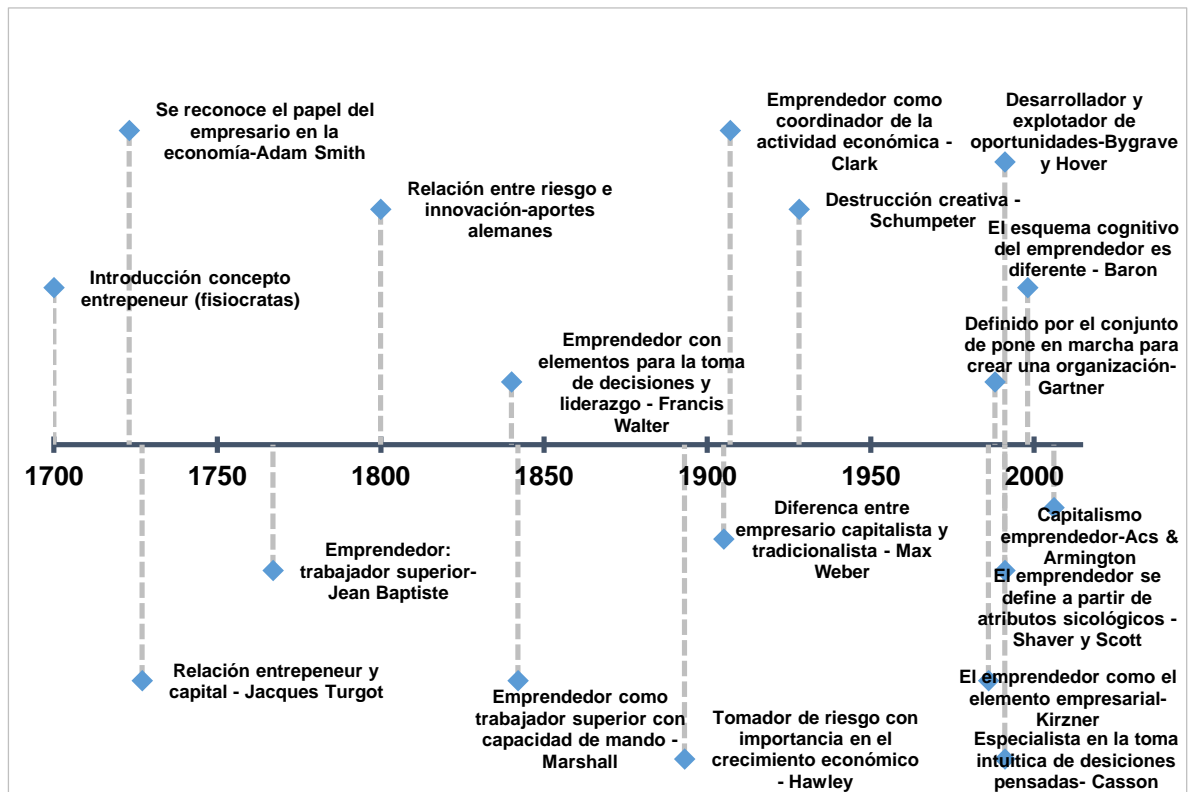 Se reconoce el papel del
empresario en la
economía-Adam Smith
Emprendedor como
coordinador de la
actividad económica -
Clark
Desarrollador y
explotador de
oportunidades-Bygrave
y Hover
Relación entre riesgo e
innovación-aportes
alemanes
Destrucción creativa -
Schumpeter
El esquema cognitivo
del emprendedor es
diferente - Baron
Introducción concepto
entrepeneur (fisiocratas)
Emprendedor con
elementos para la toma
de decisiones y
liderazgo - Francis
Walter
Definido por el conjunto
de pone en marcha para
crear una organización-
Gartner
1700
1750
1800
1850
1900
1950
2000
Emprendedor:
trabajador superior-
Jean Baptiste
Diferenca entre
empresario capitalista y
tradicionalista - Max
Weber
Capitalismo
emprendedor-Acs &
Armington
El emprendedor se
define a partir de
atributos sicológicos -
Shaver y Scott
Relación entrepeneur y
capital - Jacques Turgot
Emprendedor como
trabajador superior con
capacidad de mando -
Marshall
Tomador de riesgo con
importancia en el
crecimiento económico
- Hawley
El emprendedor como el
elemento empresarial-
Kirzner
Especialista en la toma
intuitica de desiciones
pensadas- Casson